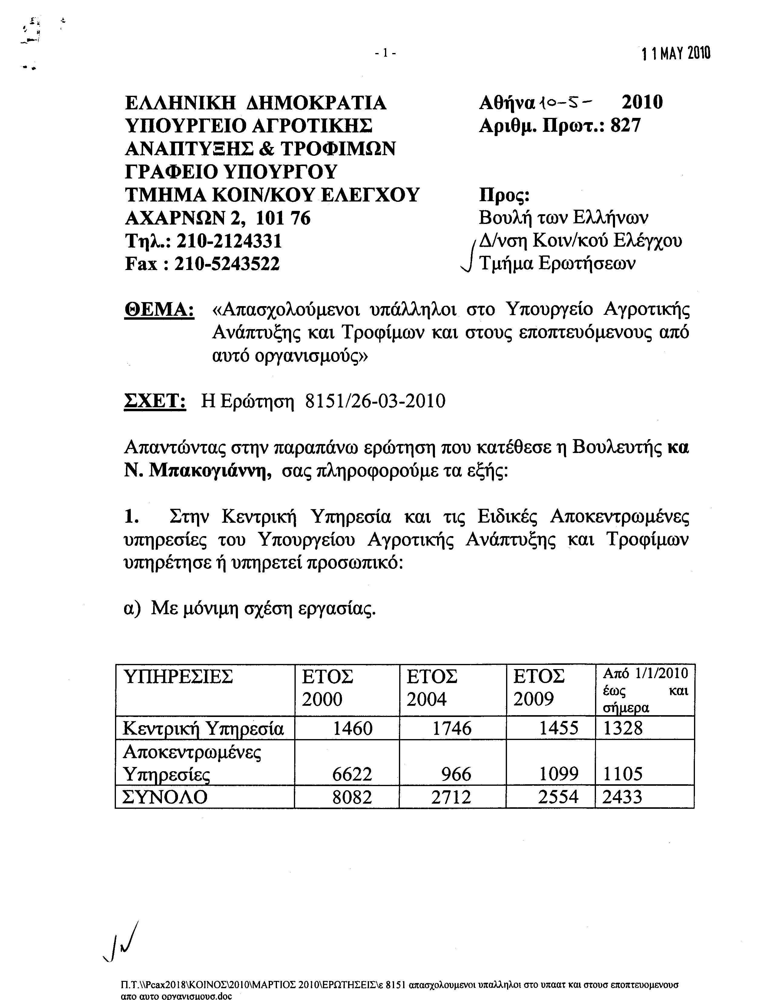 - 1 -
1 1 ΜΑΥ 2010
ΕΛΛΗΝΙΚΗ ΔΗΜΟΚΡΑΤΙΑ
ΥΠΟΥΡΓΕΙΟ ΑΓΡΟΤΙΚΗΣ
ΑΝΑΠΤΥΞΗΣ & ΤΡΟΦΙΜΩΝ
ΓΡΑΦΕΙΟ ΥΠΟΥΡΓΟΥ
ΤΜΗΜΑ ΚΟΙΝ/ΚΟΥ ΕΛΕΓΧΟΥ
ΑΧΑΡΝΩΝ 2, 101 76
Τηλ.: 210-2124331
Fax : 210-5243522
Αθήνα 10-5- 2010
Αριθμ. Πρωτ.: 827
Προς:
Βουλή των Ελλήνων
Δ/νση Κοιν/κού Ελέγχου
Τμήμα Ερωτήσεων
ΘΕΜΑ: «Απασχολούμενοι υπάλληλοι στο Υπουργείο Αγροτικής
Ανάπτυξης και Τροφίμων και στους εποπτευόμενους από
αυτό οργανισμούς»
ΣΧΕΤ: Η Ερώτηση 8151/26-03-2010
Απαντώντας στην παραπάνω ερώτηση που κατέθεσε η Βουλευτής κα
Ν. Μπακογιάννη, σας πληροφορούμε τα εξής:
1. Στην Κεντρική Υπηρεσία και τις Ειδικές Αποκεντρωμένες
υπηρεσίες του Υπουργείου Αγροτικής Ανάπτυξης και Τροφίμων
υπηρέτησε ή υπηρετεί προσωπικό:
α) Με μόνιμη σχέση εργασίας.
ΥΠΗΡΕΣΙΕΣ
ΕΤΟΣ
2000
ΕΤΟΣ
2004
ΕΤΟΣ
2009
Από 1/1/2010
έως και
σήμερα
Κεντρική Υπηρεσία 1460 1746 1455 1328
Αποκεντρωμένες
Υπηρεσίες 6622 966 1099 1105
ΣΥΝΟΛΟ 8082 2712 2554 2433
Π.Τ.\\Pcax2018\ΚΟΙΝΟΣ\2010\ΜΑΡΤΙΟΣ 2010\ΕΡΩΤΗΣΕΙΣ\ε 8151 απασχολουμενοι υπαλληλοι στο υπαατ και στουσ εποπτευομενουσ
απο αυτο οργανισμουσ.doc